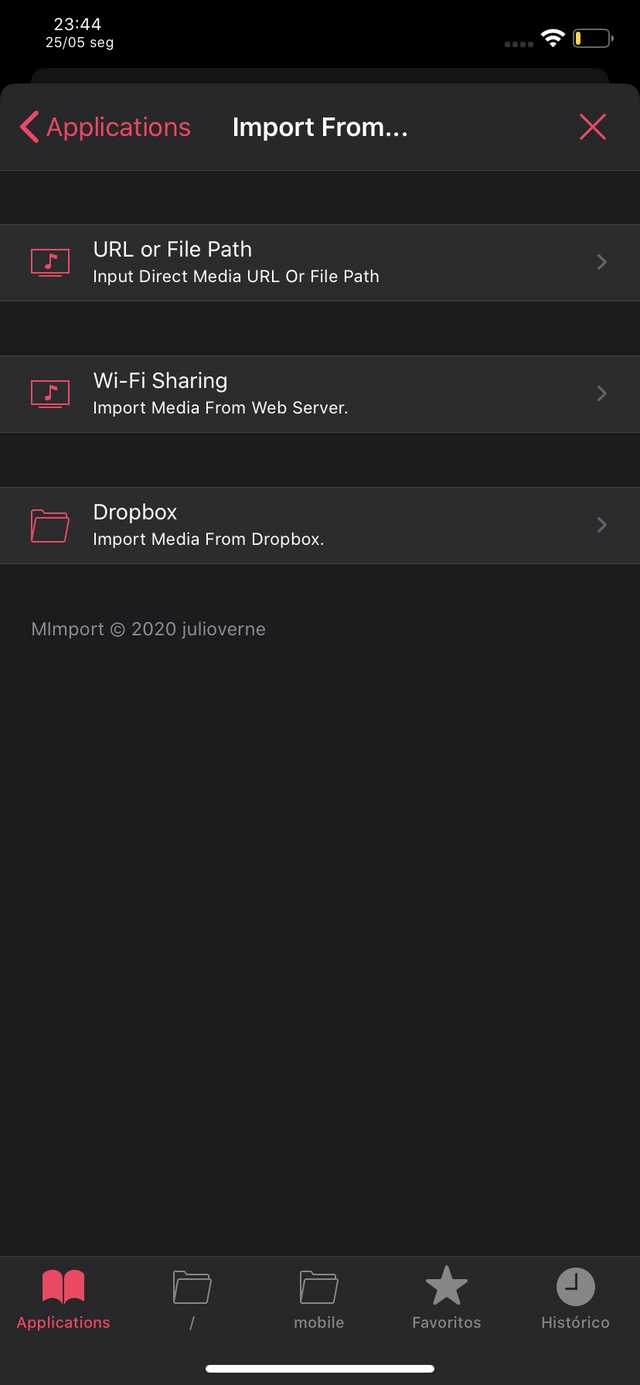 23:44
25/05 seg
Applications
Import From...
URL or File Path
Input Direct Media URL Or File Path
Wi-Fi Sharing
Import Media From Web Server.
Dropbox
Import Media From Dropbox.
MImport © 2020 julioverne
Applications
/
mobile
Favoritos
Histórico